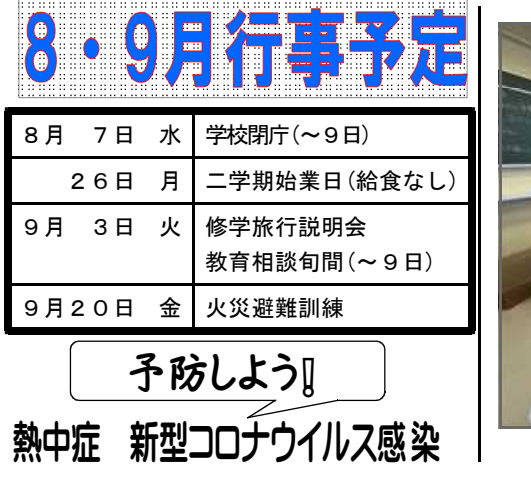 8・9月行事予定
8月　7日　水　学校閉庁(～9日)
26日　月　二学期始業日(給食なし)
9月　3日　火　修学旅行説明会
教育相談旬間(～9日)
9月20日　金　火災避難訓練
予防しよう!!
熱中症　新型コロナウイルス感染